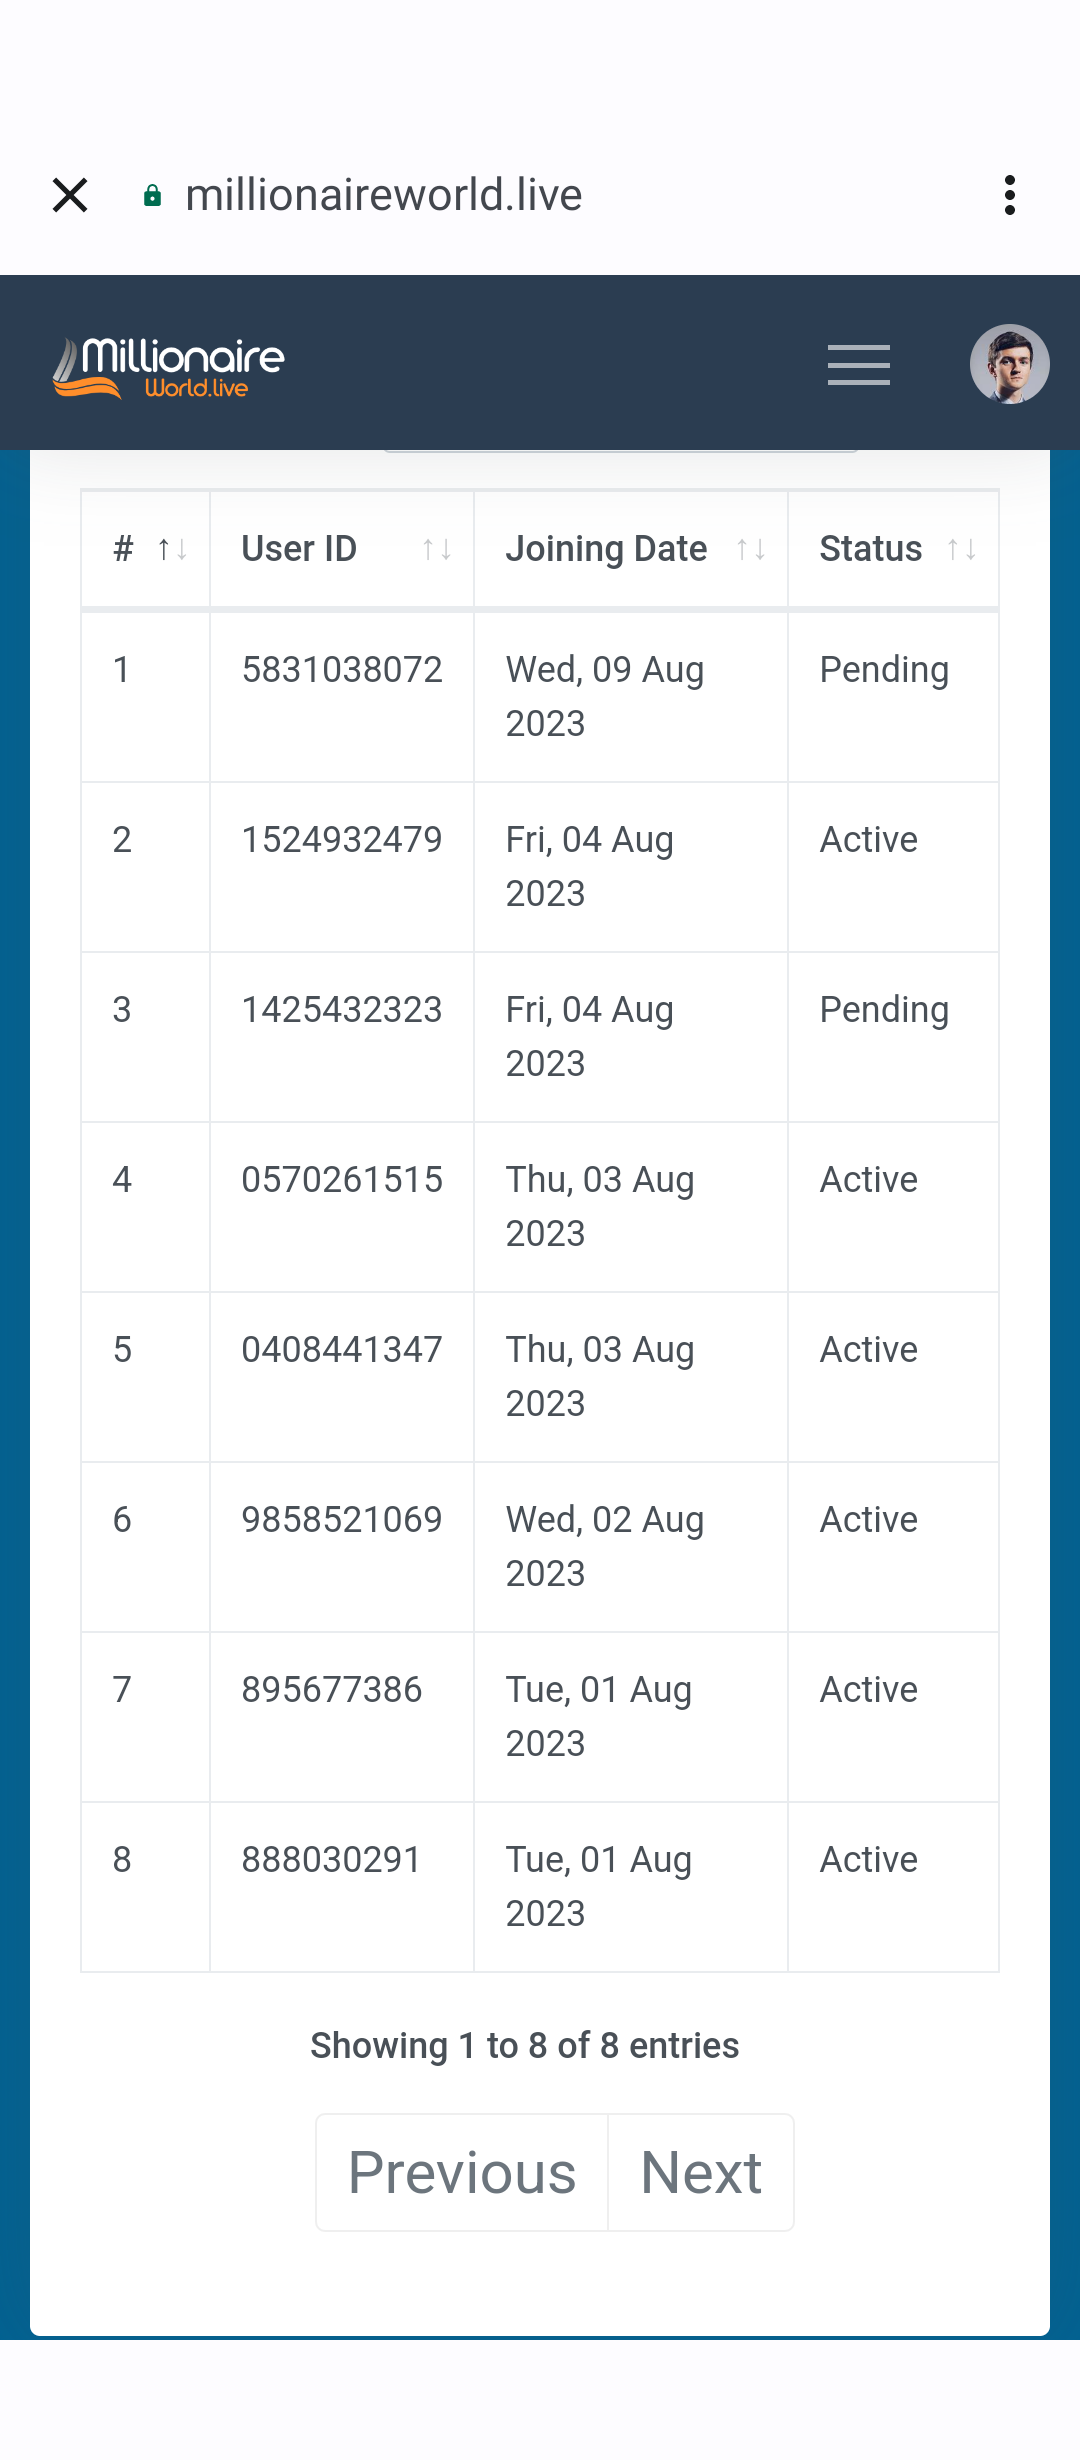 millionaireworld.live
Millionaire
World.live
# ↑↓ User ID ↑↓ Joining Date ↑↓ Status ↑↓
1 5831038072 Wed, 09 Aug Pending
2023
2 1524932479 Fri, 04 Aug Active
2023
3 1425432323 Fri, 04 Aug Pending
2023
4 0570261515 Thu, 03 Aug Active
2023
5 0408441347 Thu, 03 Aug Active
2023
6 9858521069 Wed, 02 Aug Active
2023
7 895677386 Tue, 01 Aug Active
2023
8 888030291 Tue, 01 Aug Active
2023
Showing 1 to 8 of 8 entries
Previous Next